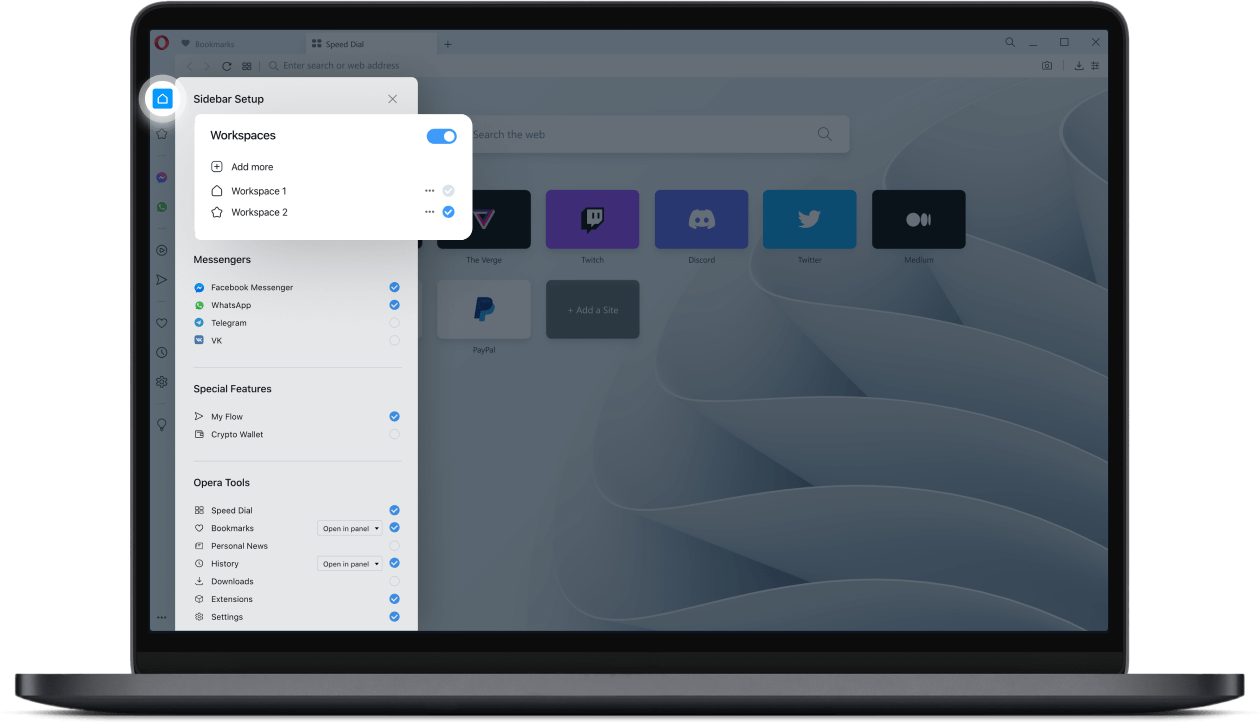 Bookmarks
Speed Dial
Enter search or web address
Sidebar Setup
Workspaces
Add more
Workspace 1
Workspace 2
Messengers
Facebook Messenger
WhatsApp
Telegram
VK
Special Features
My Flow
Crypto Wallet
Opera Tools
Speed Dial
Bookmarks Open in panel
Personal News
History Open in panel
Downloads
Extensions
Settings
Search the web
The Verge
Twitch
Discord
Twitter
Medium
PayPal
+ Add a Site